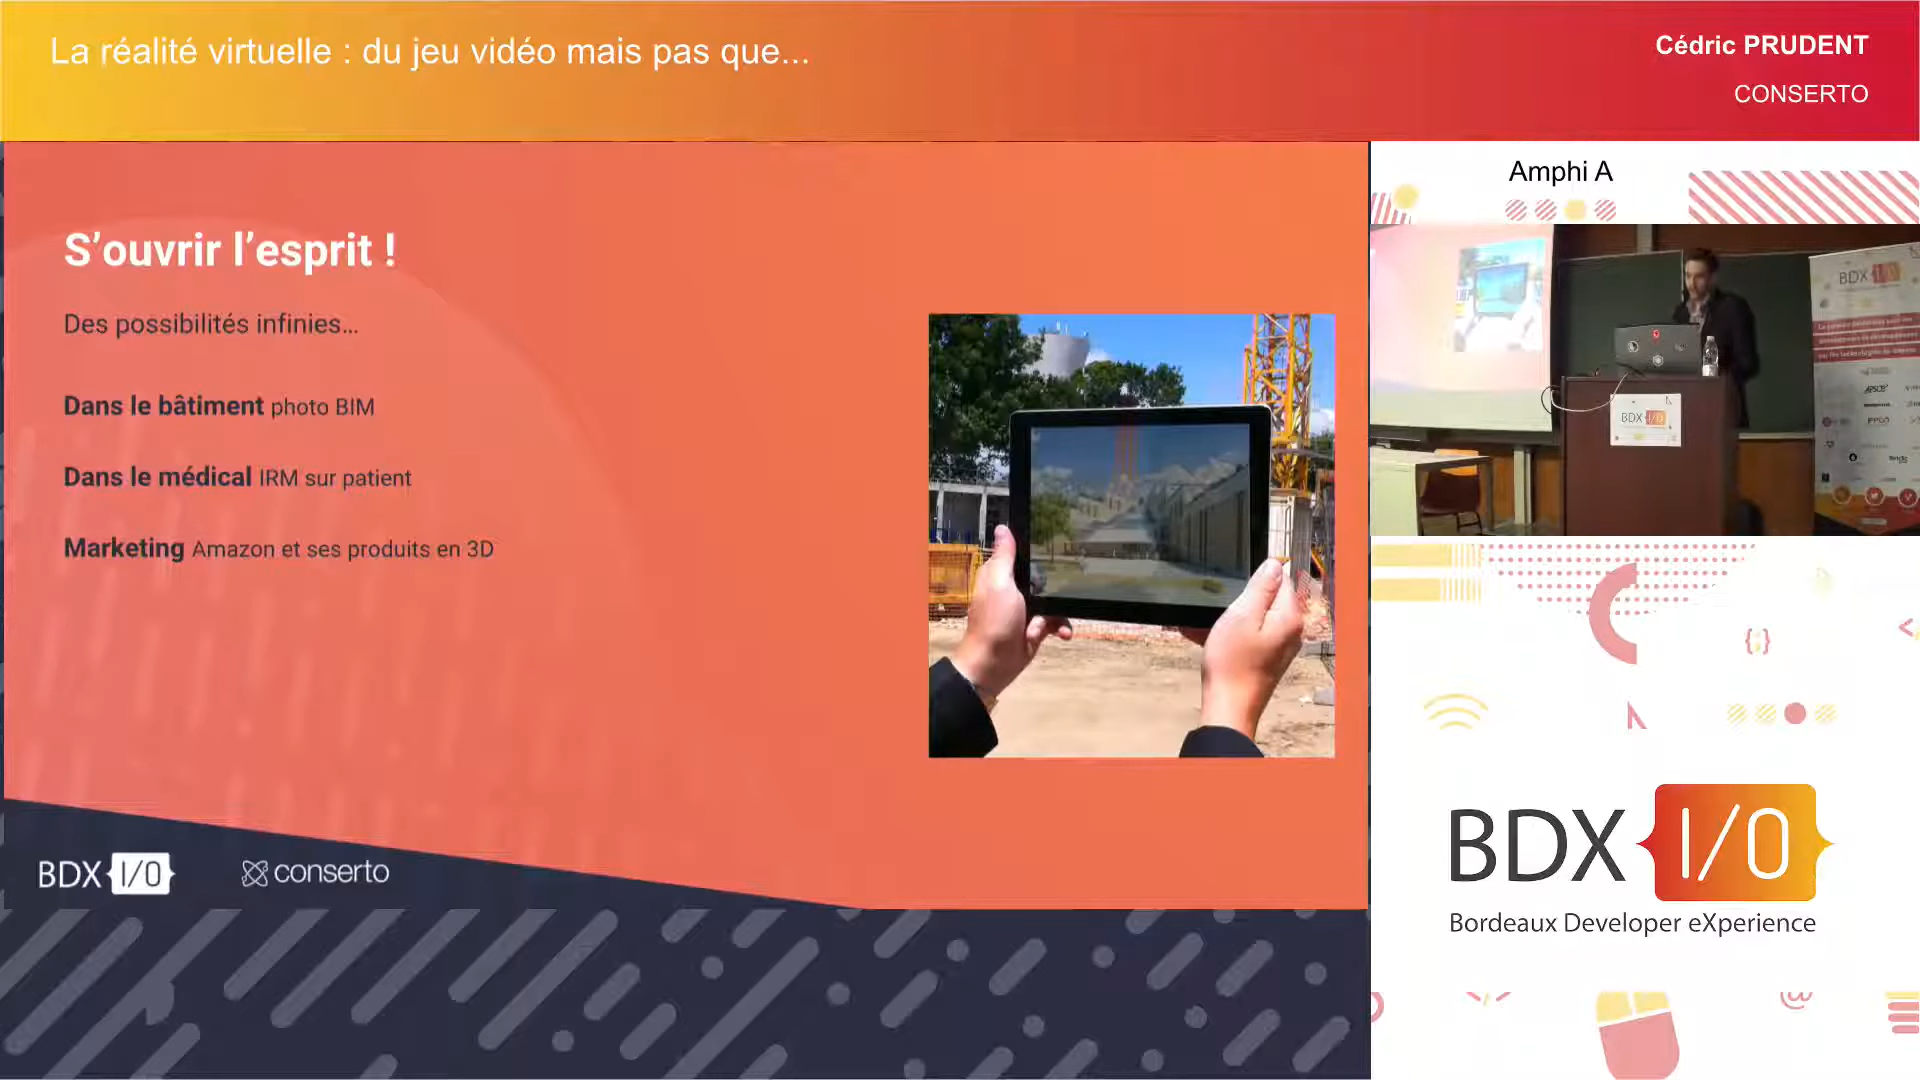 La réalité virtuelle : du jeu vidéo mais pas que...
Cédric PRUDENT
CONSERTO
S’ouvrir l’esprit !
Des possibilités infinies…
Dans le bâtiment photo BIM
Dans le médical IRM sur patient
Marketing Amazon et ses produits en 3D
BDX I/O
conserto
Amphi A
BDX I/O
BDX I/O
BDX I/O
Bordeaux Developer eXperience